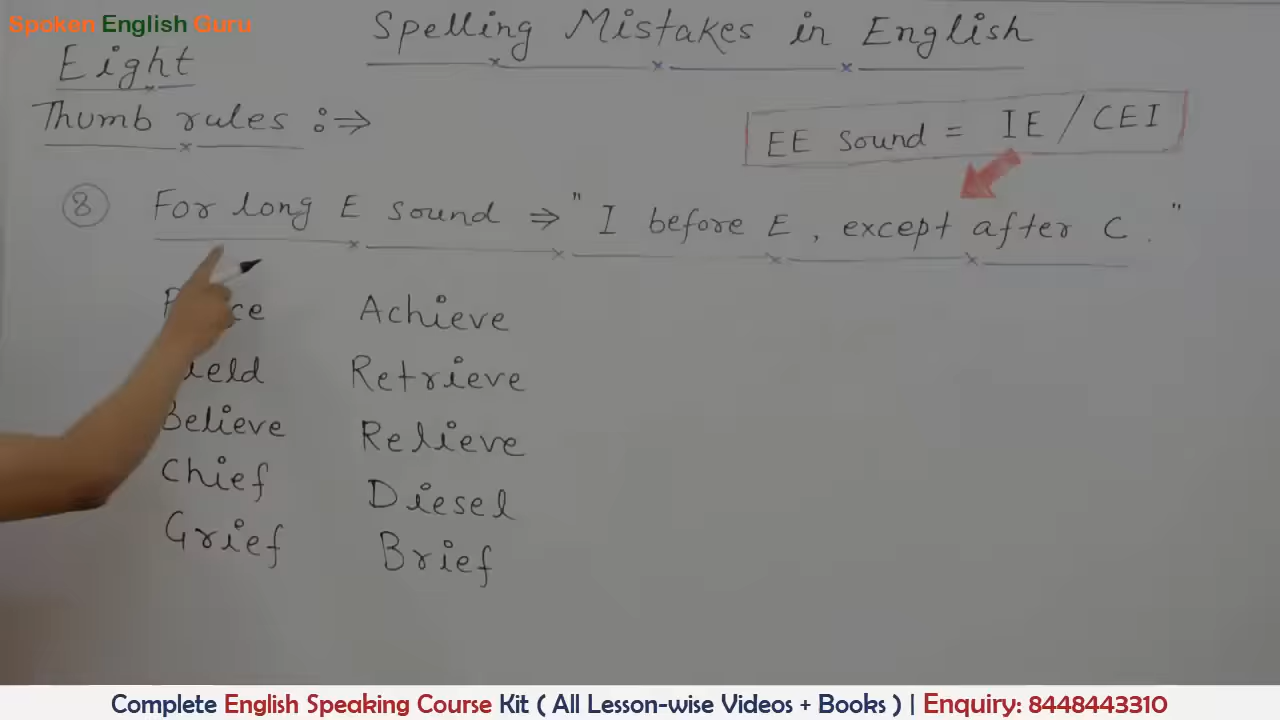 Spoken English Guru
Spelling Mistakes in English
Eight
Thumb rules :⇒
EE sound = IE / CEI
8 For long E sound ⇒ " I before E , except after C . "
Achieve
Retrieve
Believe Relieve
Chief Diesel
Grief Brief
Complete English Speaking Course Kit ( All Lesson-wise Videos + Books ) | Enquiry: 8448443310